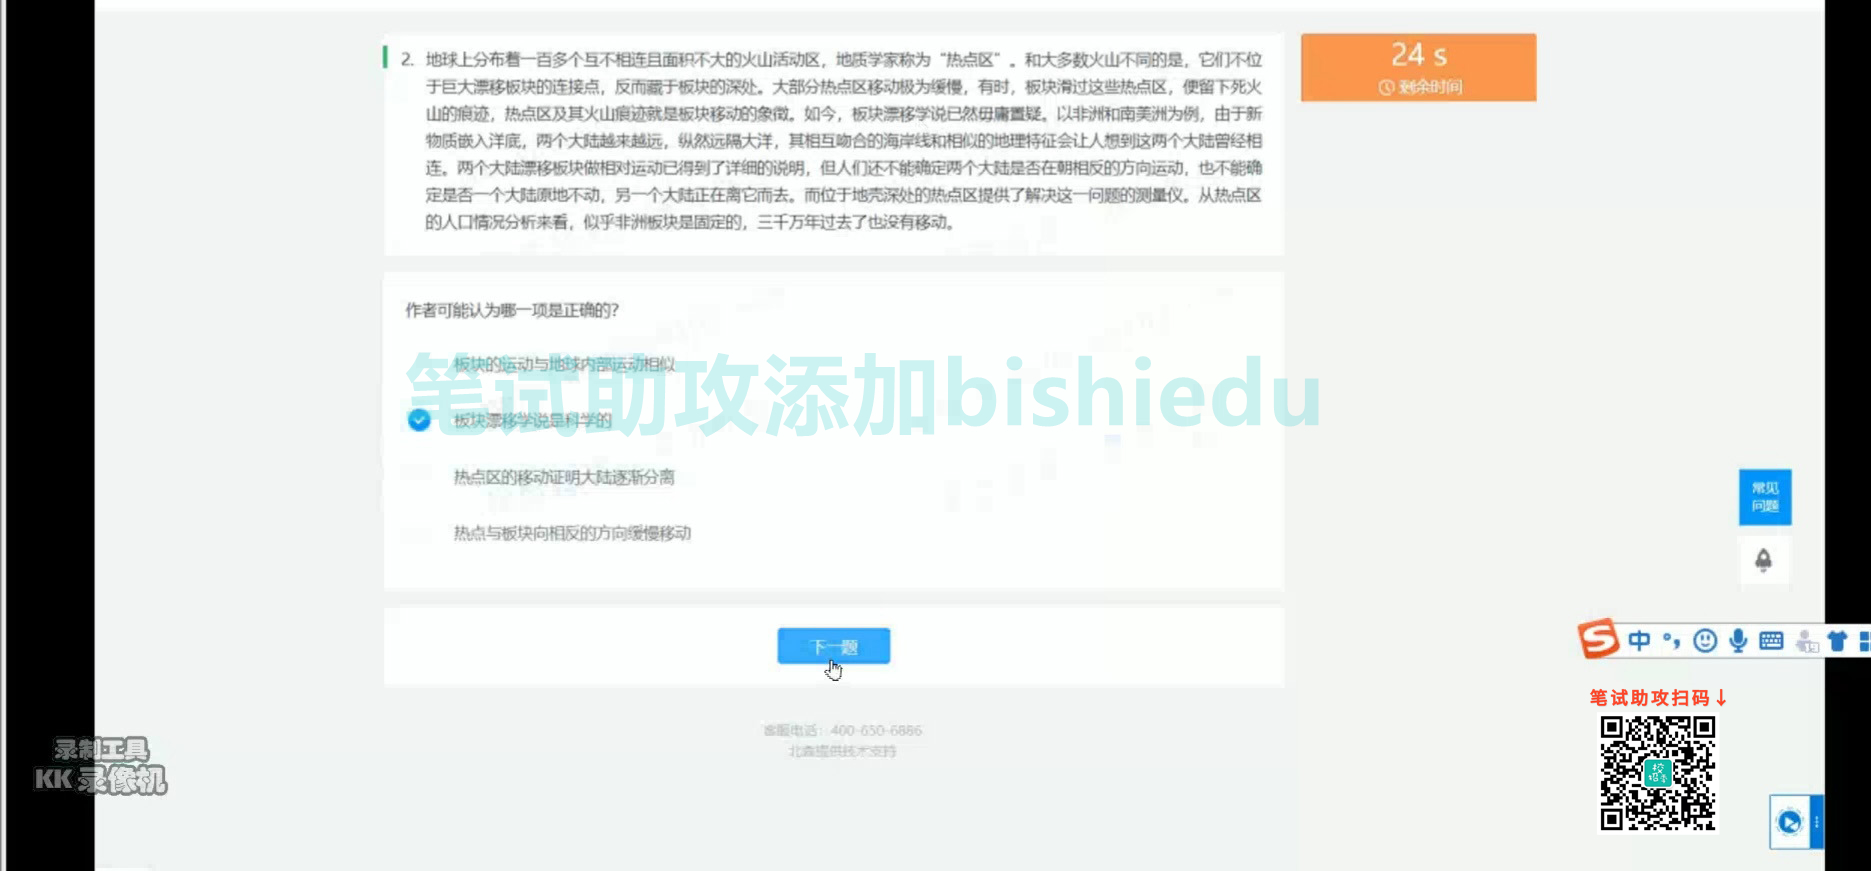 24 s
剩余时间
2. 地球上分布着一百多个互不相连且面积不大的火山活动区，地质学家称为“热点区”。和大多数火山不同的是，它们不位
于巨大漂移板块的连接点，反而藏于板块的深处。大部分热点区移动极为缓慢，有时，板块滑过这些热点区，便留下死火
山的痕迹，热点区及其火山痕迹就是板块移动的象徵。如今，板块漂移学说已然毋庸置疑。以非洲和南美洲为例，由于新
物质嵌入洋底，两个大陆越来越远，纵然远隔大洋，其相互吻合的海岸线和相似的地理特征会让人想到这两个大陆曾经相
连。两个大陆漂移板块做相对运动已得到了详细的说明，但人们还不能确定两个大陆是否在朝相反的方向运动，也不能确
定是否一个大陆原地不动，另一个大陆正在离它而去。而位于地壳深处的热点区提供了解决这一问题的测量仪。从热点区
的人口情况分析来看，似乎非洲板块是固定的，三千万年过去了也没有移动。
作者可能认为哪一项是正确的？
板块的运动与地球内部运动相似
笔试助攻添加bishiedu
板块漂移学说是科学的
热点区的移动证明大陆逐渐分离
热点与板块向相反的方向缓慢移动
常见
问题
下一题
中
笔试助攻扫码↓
客服电话：400-650-6886
北森提供技术支持
录制工具
KK 录像机